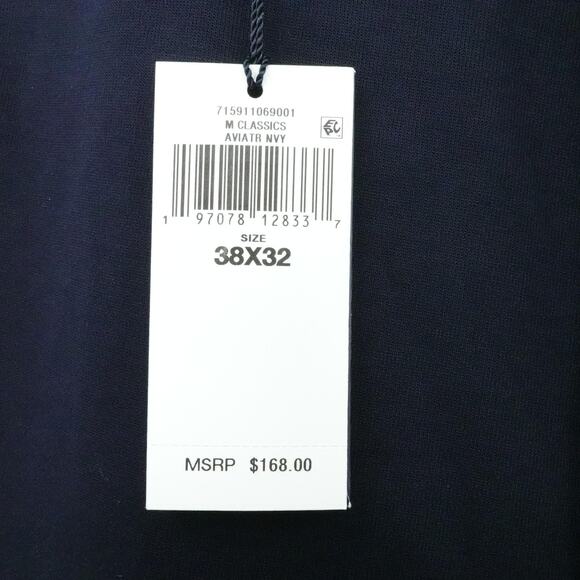 715911069001
M CLASSICS
AVIATR NVY
1 97078 12833 7
SIZE
38X32
MSRP $168.00